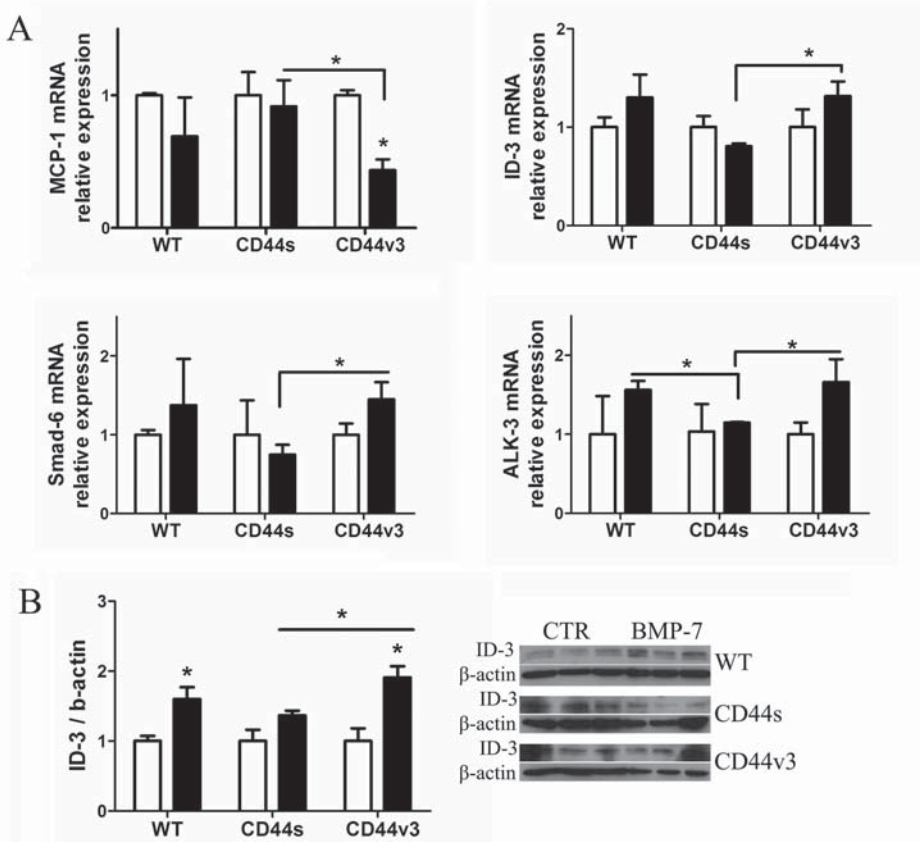 A
MCP-1 mRNA
relative expression
1
0
*
*
WT CD44s CD44v3
ID-3 mRNA
relative expression
2
1
0
*
WT CD44s CD44v3
Smad-6 mRNA
relative expression
2
1
0
*
WT CD44s CD44v3
ALK-3 mRNA
relative expression
2
1
0
* *
WT CD44s CD44v3
B
ID-3 / b-actin
3
2
1
0
*
* *
WT CD44s CD44v3
CTR BMP-7
ID-3
β-actin
WT
ID-3
β-actin
CD44s
ID-3
β-actin
CD44v3